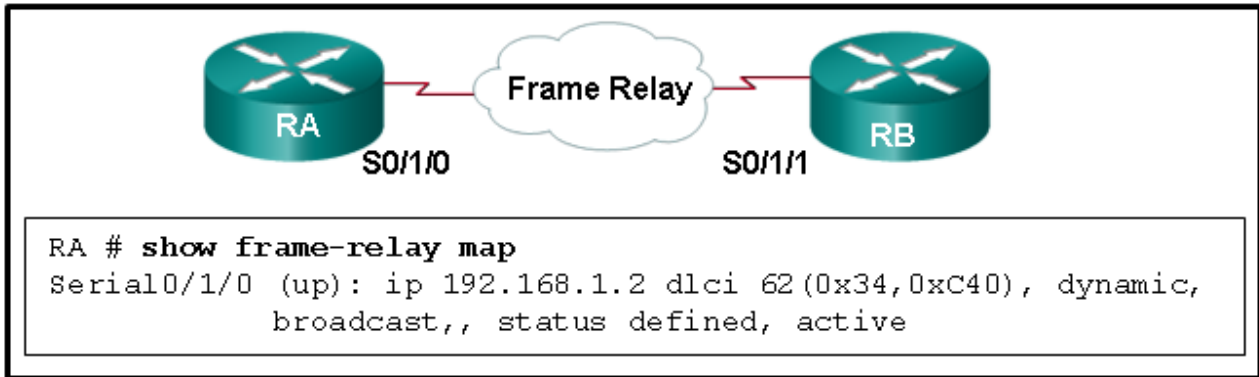 Frame Relay
RA
RB
S0/1/0
S0/1/1
RA # show frame-relay map
Serial0/1/0 (up): ip 192.168.1.2 dlci 62(0x34,0xC40), dynamic,
broadcast,, status defined, active